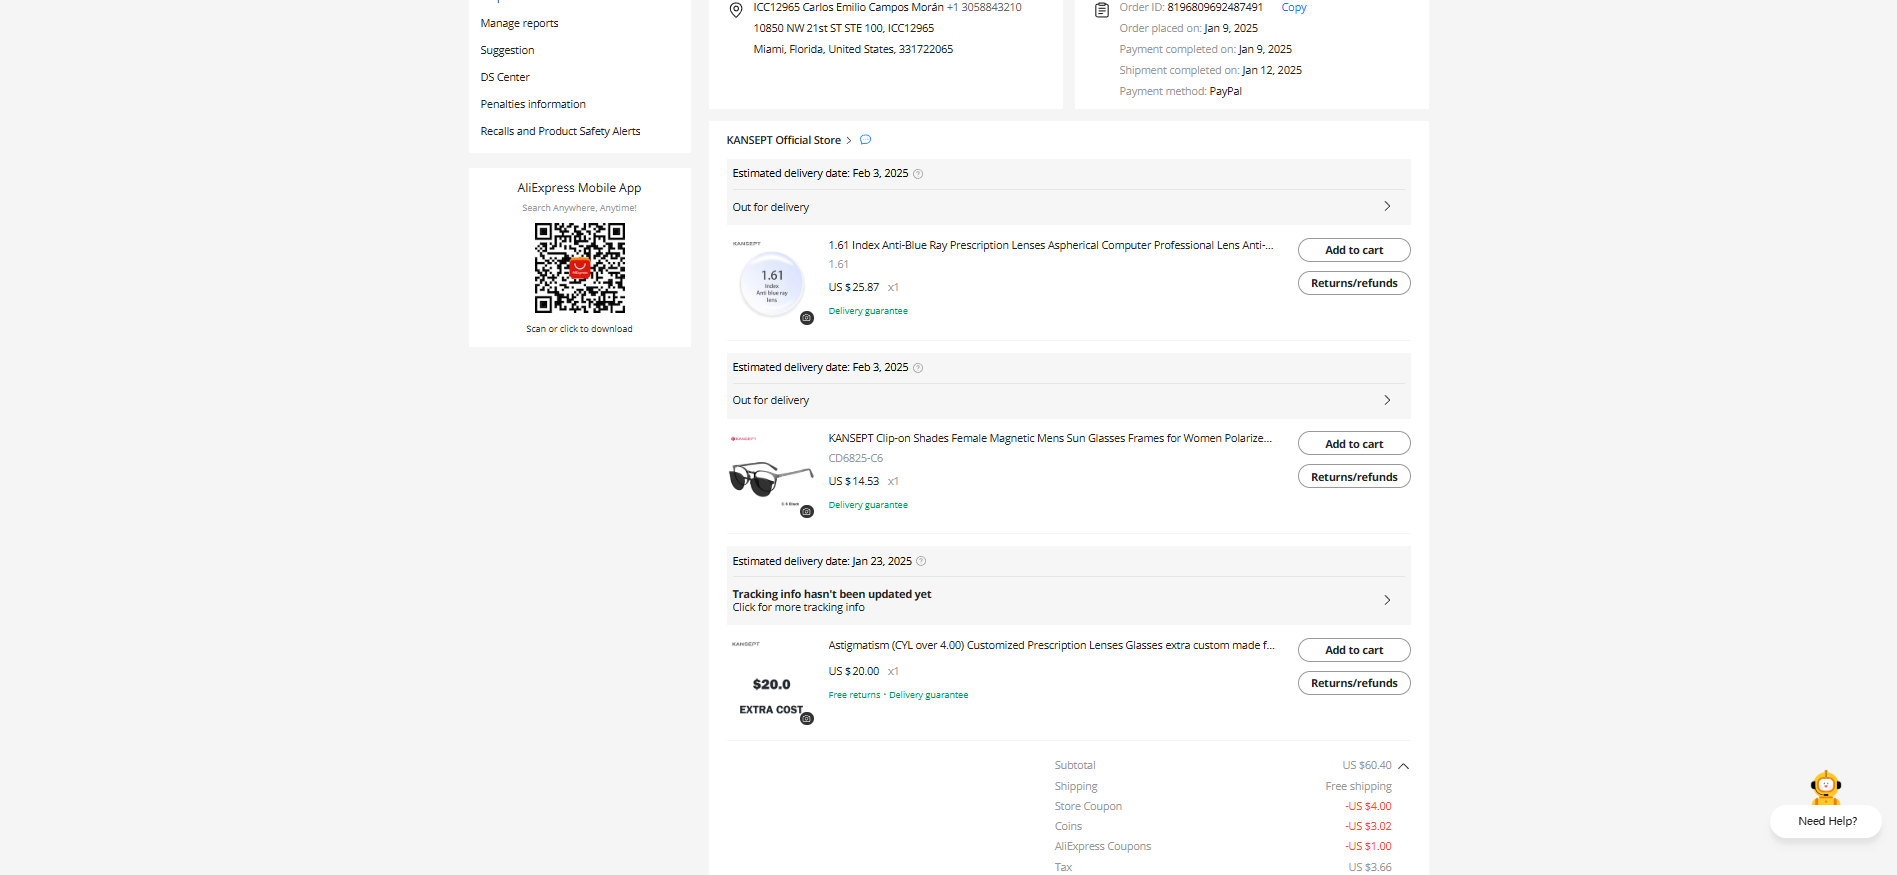 Manage reports
Suggestion
DS Center
Penalties information
Recalls and Product Safety Alerts
AliExpress Mobile App
Search Anywhere, Anytime!
Scan or click to download
ICC12965 Carlos Emilio Campos Morán +1 3058843210
10850 NW 21st ST STE 100, ICC12965
Miami, Florida, United States, 331722065
Order ID: 8196809692487491 Copy
Order placed on: Jan 9, 2025
Payment completed on: Jan 9, 2025
Shipment completed on: Jan 12, 2025
Payment method: PayPal
KANSEPT Official Store >
Estimated delivery date: Feb 3, 2025
Out for delivery
KANSEPT
1.61
Index
Anti blue ray
lens
1.61 Index Anti-Blue Ray Prescription Lenses Aspherical Computer Professional Lens Anti-...
1.61
US $25.87 x1
Delivery guarantee
Add to cart
Returns/refunds
Estimated delivery date: Feb 3, 2025
Out for delivery
KANSEPT
KANSEPT Clip-on Shades Female Magnetic Mens Sun Glasses Frames for Women Polarize...
CD6825-C6
US $14.53 x1
Delivery guarantee
Add to cart
Returns/refunds
Estimated delivery date: Jan 23, 2025
Tracking info hasn't been updated yet
Click for more tracking info
KANSEPT
$20.0
EXTRA COST
Astigmatism (CYL over 4.00) Customized Prescription Lenses Glasses extra custom made f...
US $20.00 x1
Free returns · Delivery guarantee
Add to cart
Returns/refunds
Subtotal US $60.40
Shipping Free shipping
Store Coupon -US $4.00
Coins -US $3.02
AliExpress Coupons -US $1.00
Tax US $3.66
Need Help?